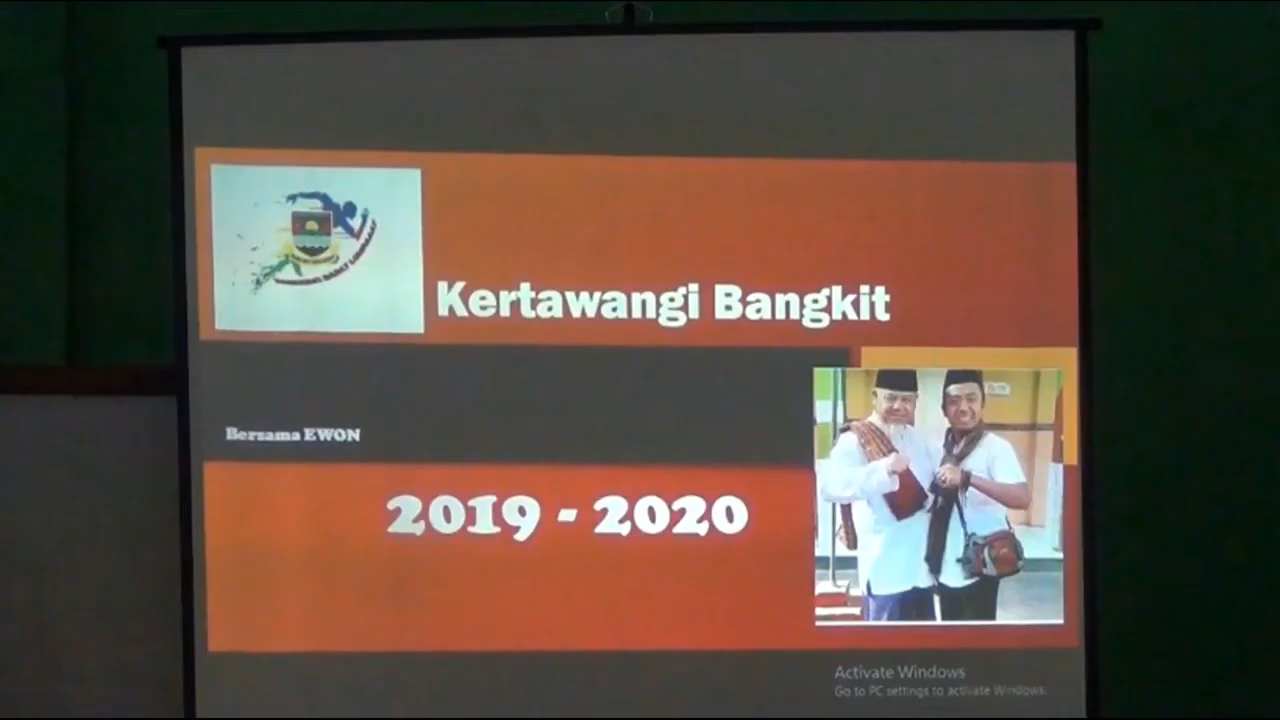 Kertawangi Bangkit
Bersama EWON
2019 - 2020
Activate Windows
Go to PC settings to activate Windows.